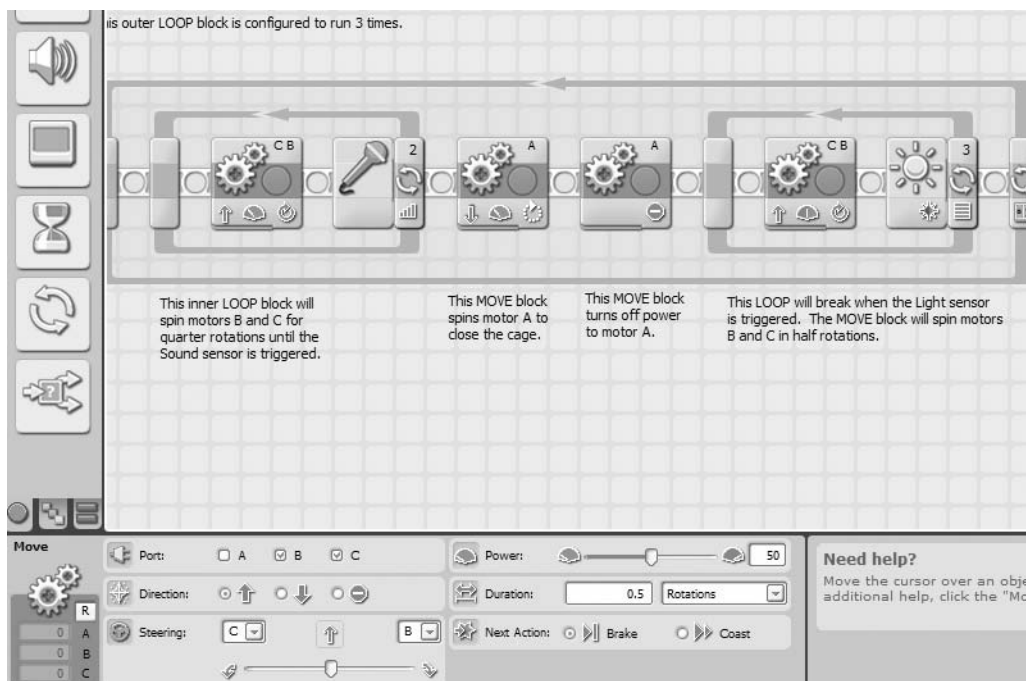 is outer LOOP block is configured to run 3 times.
C B
2
A
A
C B
3
This inner LOOP block will
spin motors B and C for
quarter rotations until the
Sound sensor is triggered.
This MOVE block
spins motor A to
close the cage.
This MOVE block
turns off power
to motor A.
This LOOP will break when the Light sensor
is triggered. The MOVE block will spin motors
B and C in half rotations.
?
Move
R
0 A
0 B
0 C
Port: A B C
Direction:
Steering: C B
Power: 50
Duration: 0.5 Rotations
Next Action: Brake Coast
Need help?
Move the cursor over an obje
additional help, click the "Mo